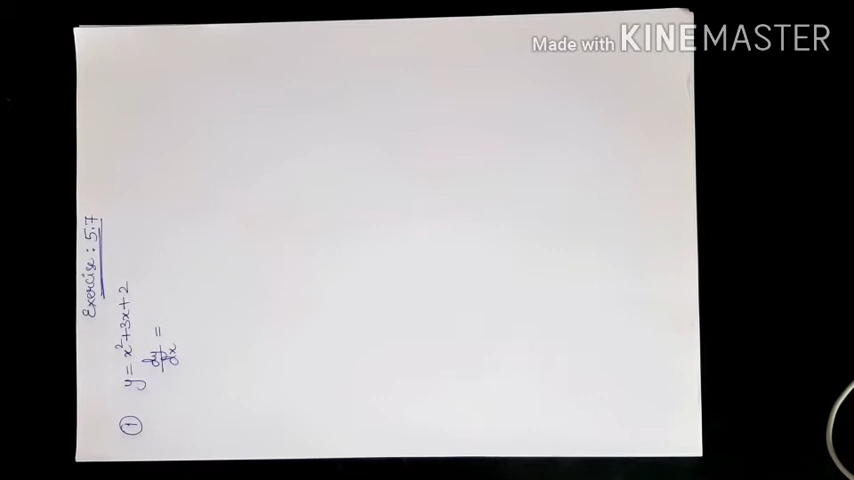 Made with KINEMASTER
Exercise : 5.7
① y = x² + 3x + 2
dy/dx =